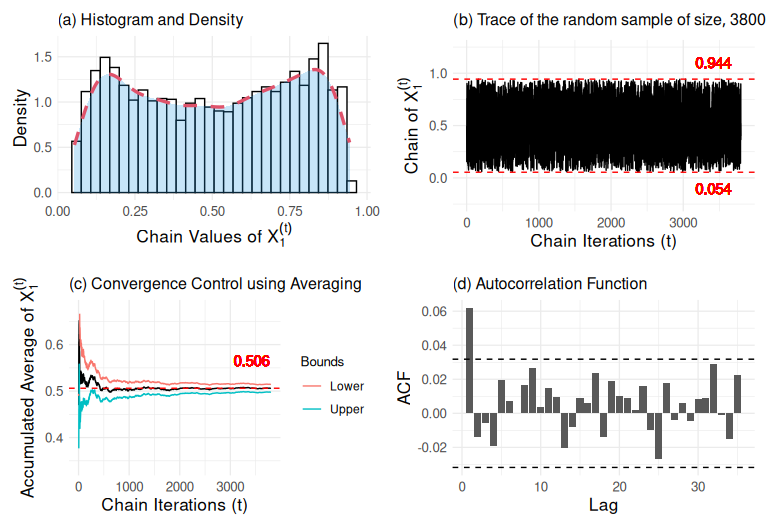 (a) Histogram and Density
Density
1.5
1.0
0.5
0.0
0.00 0.25 0.50 0.75 1.00
Chain Values of X₁⁽ᵗ⁾
(b) Trace of the random sample of size, 3800
Chain of X₁⁽ᵗ⁾
1.0
0.5
0.0
0.944
0.054
0 1000 2000 3000
Chain Iterations (t)
(c) Convergence Control using Averaging
Accumulated Average of X₁⁽ᵗ⁾
0.6
0.5
0.4
0.506
0 1000 2000 3000
Chain Iterations (t)
Bounds
Lower
Upper
(d) Autocorrelation Function
ACF
0.06
0.04
0.02
0.00
-0.02
0 10 20 30
Lag